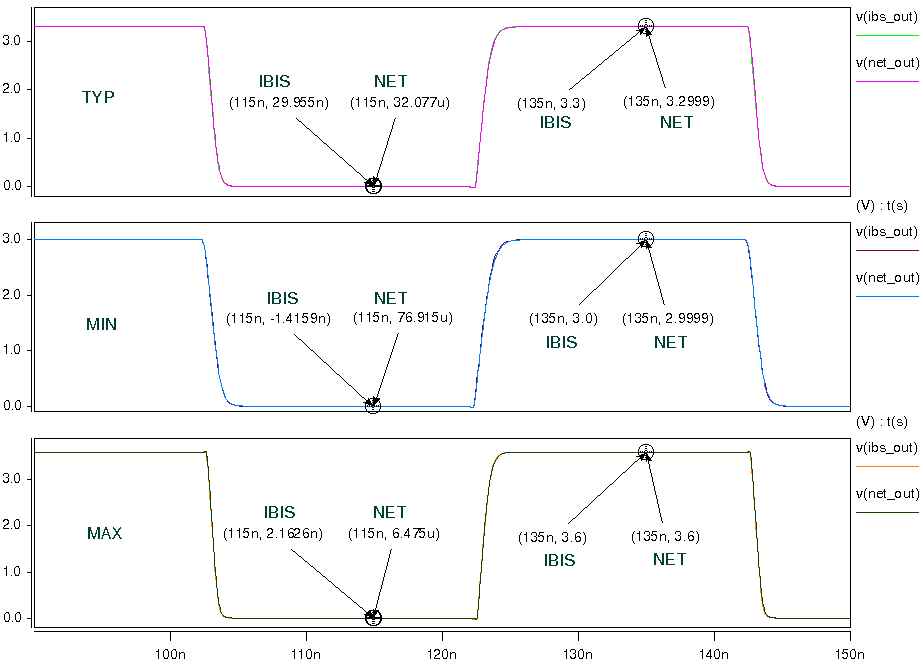 v(ibs_out)
3.0
v(net_out)
2.0
IBIS NET
TYP
(115n, 29.955n) (115n, 32.077u) (135n, 3.3) (135n, 3.2999)
IBIS NET
1.0
0.0
(V) : t(s)
v(ibs_out)
3.0
v(net_out)
2.0
IBIS NET
(115n, -1.4159n) (115n, 76.915u) (135n, 3.0) (135n, 2.9999)
MIN
IBIS NET
1.0
0.0
(V) : t(s)
v(ibs_out)
3.0
v(net_out)
IBIS NET
2.0
MAX
(115n, 2.1626n) (115n, 6.475u) (135n, 3.6) (135n, 3.6)
IBIS NET
1.0
0.0
100n 110n 120n 130n 140n 150n